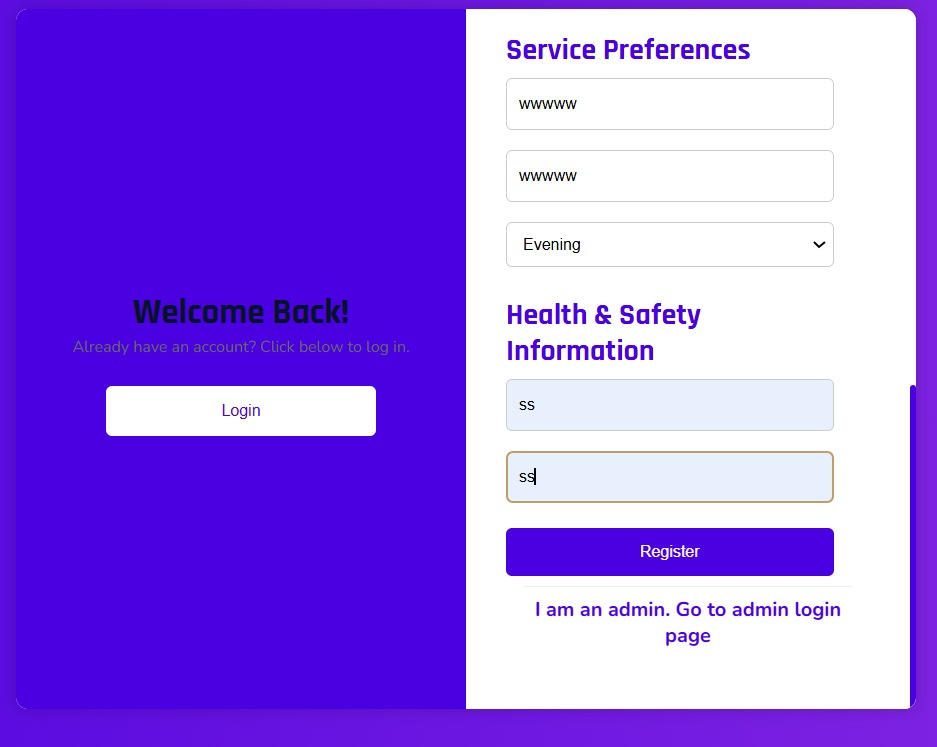 Welcome Back!
Already have an account? Click below to log in.
Login
Service Preferences
wwwww
wwwww
Evening
Health & Safety
Information
ss
ss
Register
I am an admin. Go to admin login
page